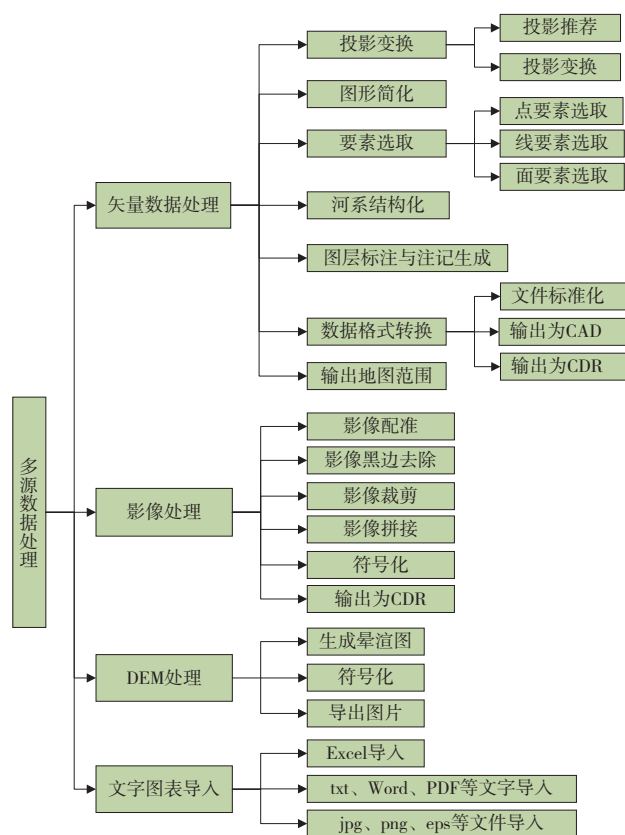 多源数据处理
矢量数据处理
投影变换
投影推荐
投影变换
图形简化
要素选取
点要素选取
线要素选取
面要素选取
河系结构化
图层标注与注记生成
数据格式转换
文件标准化
输出为CAD
输出为CDR
输出地图范围
影像处理
影像配准
影像黑边去除
影像裁剪
影像拼接
符号化
输出为CDR
DEM处理
生成晕渲图
符号化
导出图片
文字图表导入
Excel导入
txt、Word、PDF等文字导入
jpg、png、eps等文件导入